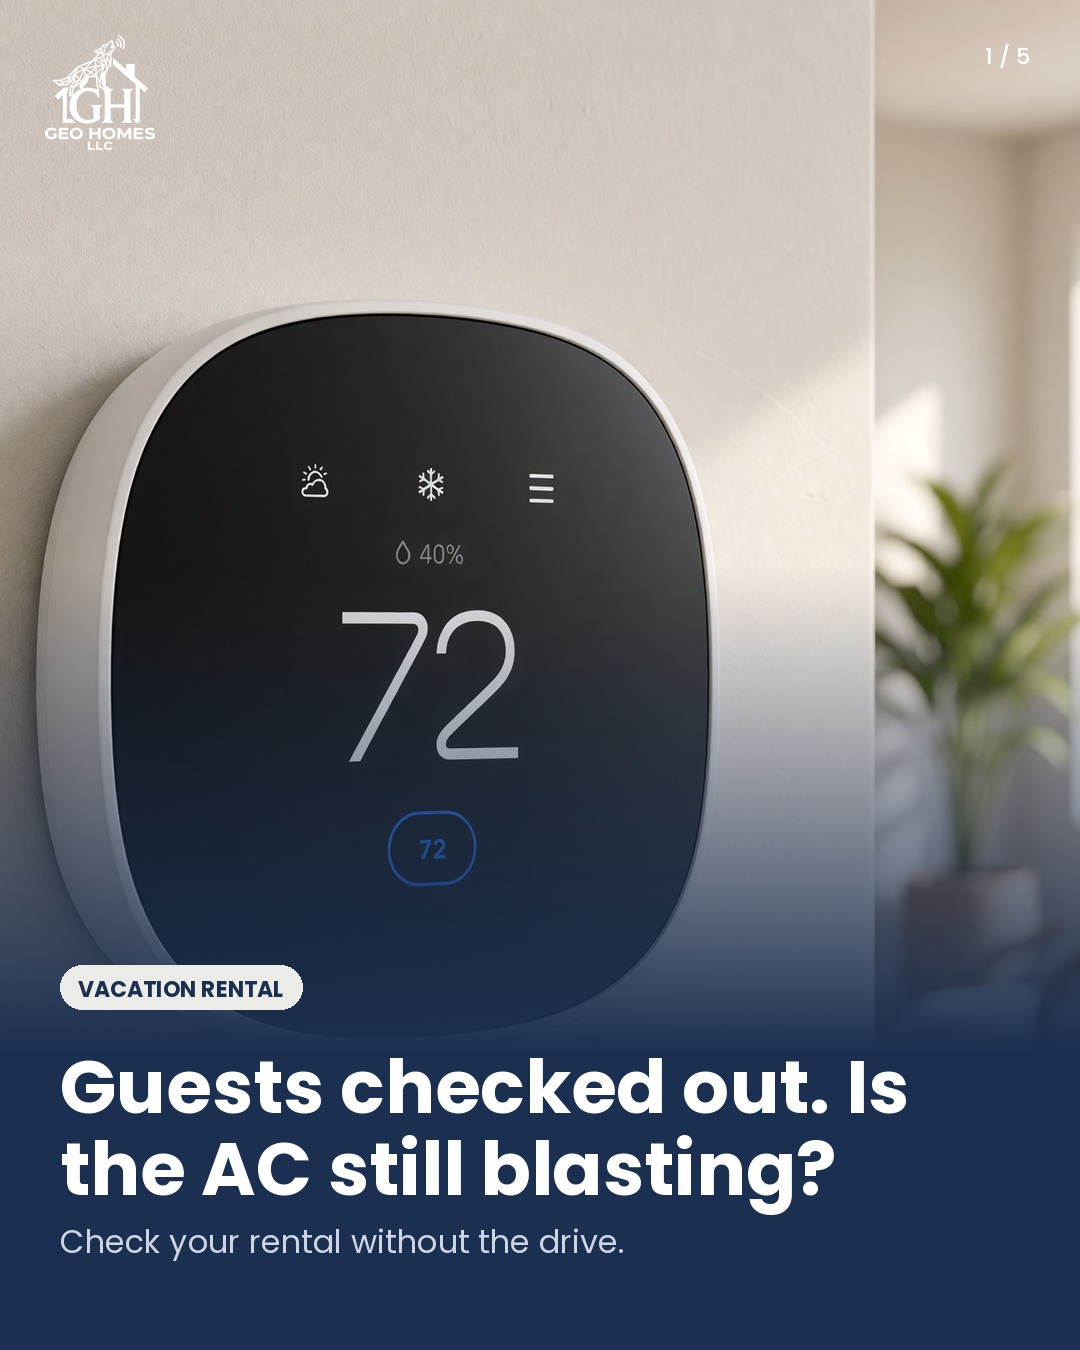 GH
GEO HOMES
LLC
1 / 5
40%
72
72
VACATION RENTAL
Guests checked out. Is
the AC still blasting?
Check your rental without the drive.